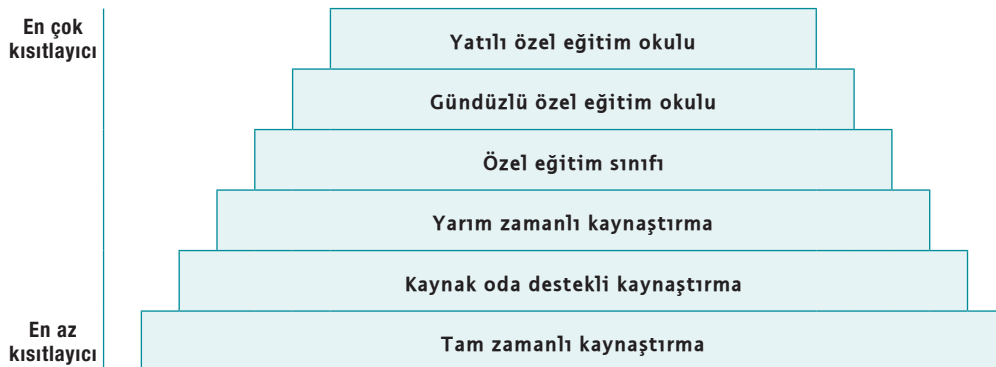 En çok
kısıtlayıcı
Yatılı özel eğitim okulu
Gündüzlü özel eğitim okulu
Özel eğitim sınıfı
Yarım zamanlı kaynaştırma
Kaynak oda destekli kaynaştırma
En az
kısıtlayıcı
Tam zamanlı kaynaştırma